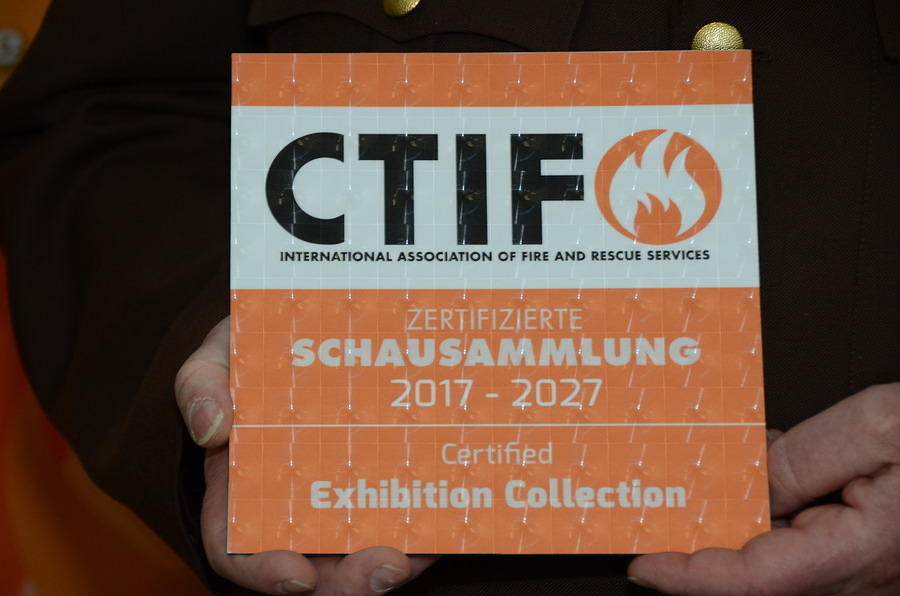 CTIF
INTERNATIONAL ASSOCIATION OF FIRE AND RESCUE SERVICES
ZERTIFIZIERTE
SCHAUSAMMLUNG
2017 - 2027
Certified
Exhibition Collection